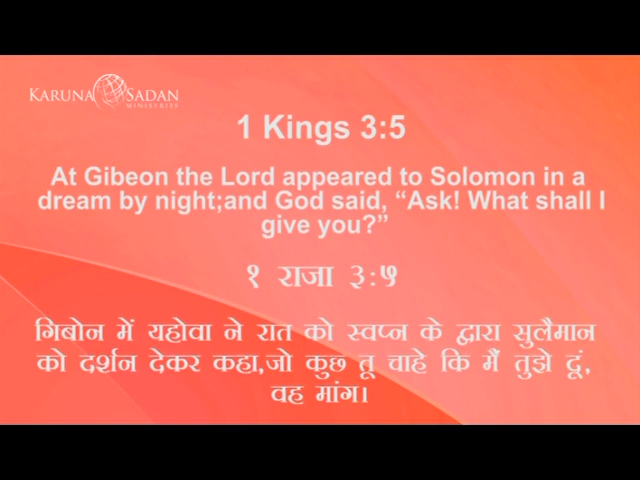 KARUNA SADAN
MINISTRIES
1 Kings 3:5
At Gibeon the Lord appeared to Solomon in a
dream by night;and God said, “Ask! What shall I
give you?”
१ राजा ३:५
गिबोन में यहोवा ने रात को स्वप्न के द्वारा सुलैमान
को दर्शन देकर कहा,जो कुछ तू चाहे कि मैं तुझे दूं,
वह मांग।